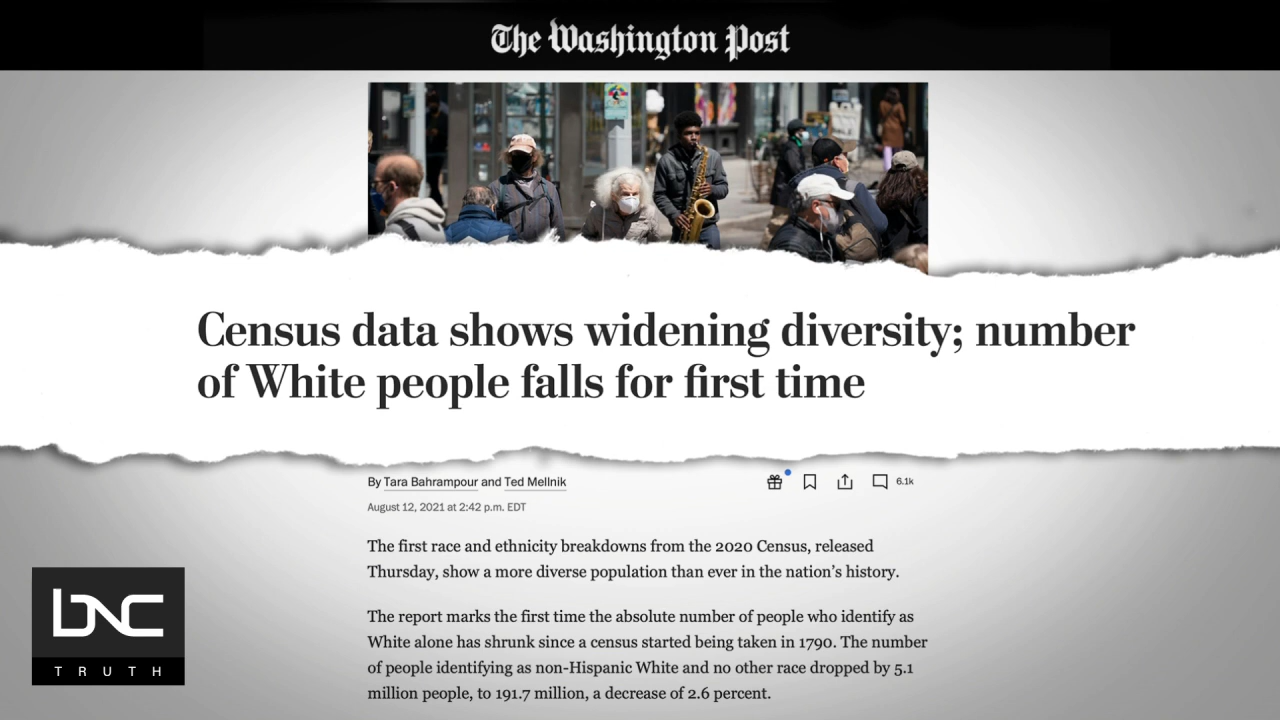 The Washington Post
Census data shows widening diversity; number
of White people falls for first time
By Tara Bahrampour and Ted Mellnik
6.1k
August 12, 2021 at 2:42 p.m. EDT
The first race and ethnicity breakdowns from the 2020 Census, released
Thursday, show a more diverse population than ever in the nation’s history.
The report marks the first time the absolute number of people who identify as
White alone has shrunk since a census started being taken in 1790. The number
of people identifying as non-Hispanic White and no other race dropped by 5.1
million people, to 191.7 million, a decrease of 2.6 percent.
BNC
TRUTH